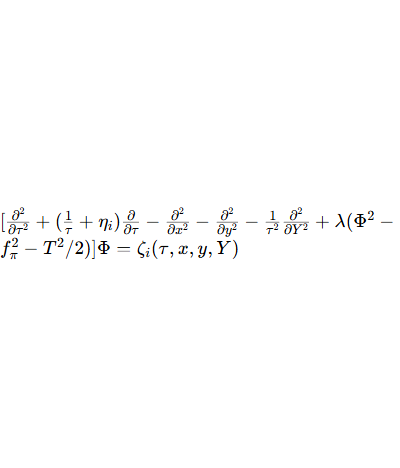 $[\frac{\partial^2}{\partial\tau^2} + (\frac{1}{\tau} + \eta_i)\frac{\partial}{\partial\tau} - \frac{\partial^2}{\partial x^2} - \frac{\partial^2}{\partial y^2} - \frac{1}{\tau^2}\frac{\partial^2}{\partial Y^2} + \lambda(\Phi^2 -$
$f_\pi^2 - T^2/2)]\Phi = \zeta_i(\tau, x, y, Y)$